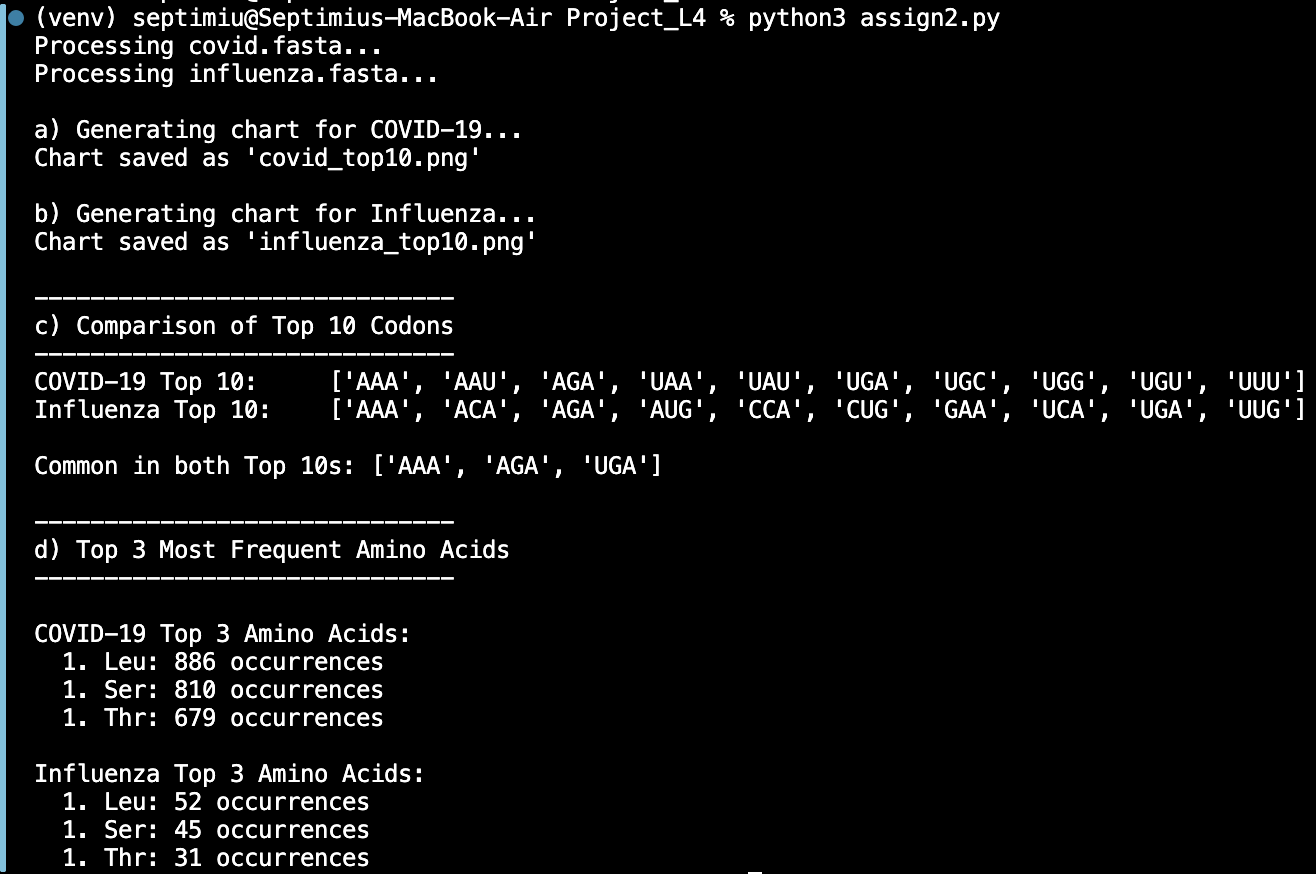 (venv) septimiu@Septimius-MacBook-Air Project_L4 % python3 assign2.py
Processing covid.fasta...
Processing influenza.fasta...
a) Generating chart for COVID-19...
Chart saved as 'covid_top10.png'
b) Generating chart for Influenza...
Chart saved as 'influenza_top10.png'
------------------------------
c) Comparison of Top 10 Codons
------------------------------
COVID-19 Top 10:     ['AAA', 'AAU', 'AGA', 'UAA', 'UAU', 'UGA', 'UGC', 'UGG', 'UGU', 'UUU']
Influenza Top 10:    ['AAA', 'ACA', 'AGA', 'AUG', 'CCA', 'CUG', 'GAA', 'UCA', 'UGA', 'UUG']
Common in both Top 10s: ['AAA', 'AGA', 'UGA']
------------------------------
d) Top 3 Most Frequent Amino Acids
------------------------------
COVID-19 Top 3 Amino Acids:
1. Leu: 886 occurrences
1. Ser: 810 occurrences
1. Thr: 679 occurrences
Influenza Top 3 Amino Acids:
1. Leu: 52 occurrences
1. Ser: 45 occurrences
1. Thr: 31 occurrences